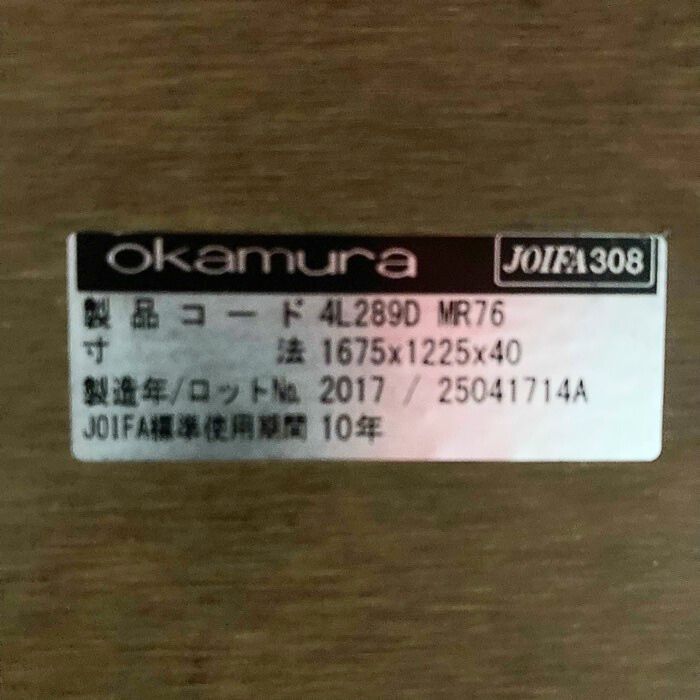 okamura JOIFA308
製品コード 4L289D MR76
寸法 1675x1225x40
製造年/ロット№ 2017 / 25041714A
JOIFA標準使用期間 10年